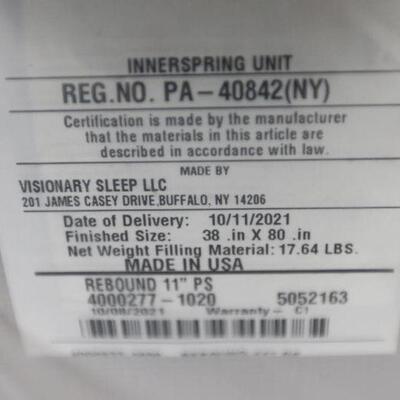 INNERSPRING UNIT
REG.NO. PA-40842(NY)
Certification is made by the manufacturer
that the materials in this article are
described in accordance with law.
MADE BY
VISIONARY SLEEP LLC
201 JAMES CASEY DRIVE,BUFFALO, NY 14206
Date of Delivery: 10/11/2021
Finished Size: 38 .in X 80 .in
Net Weight Filling Material: 17.64 LBS.
MADE IN USA
REBOUND 11" PS
4000277-1020 5052163
10/08/2021 Warranty- C1